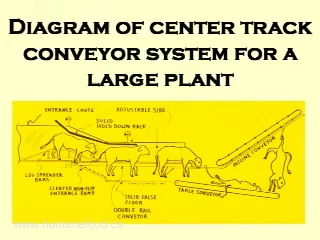 Diagram of center track
conveyor system for a
large plant
ENTRANCE CHUTE
ADJUSTABLE SIDE
SOLID
HOLD DOWN RACK
INCLINE CONVEYOR
LEG SPREADER
BARS
CLEATED NON-SLIP
ENTRANCE RAMP
SOLID FALSE
FLOOR
DOUBLE RAIL
CONVEYOR
TABLE CONVEYOR